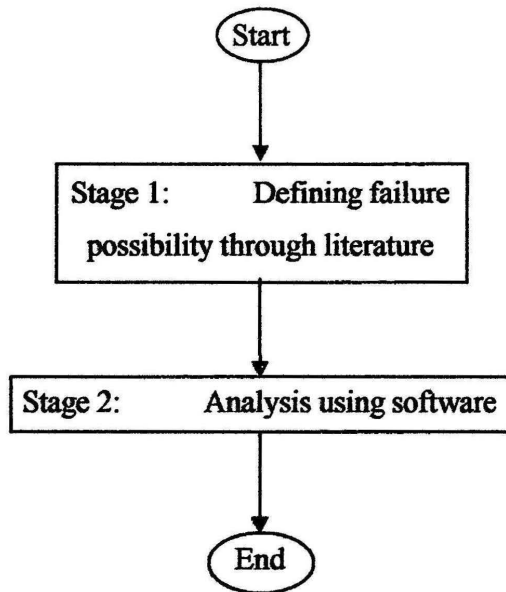 Start
Stage 1: Defining failure
possibility through literature
Stage 2: Analysis using software
End